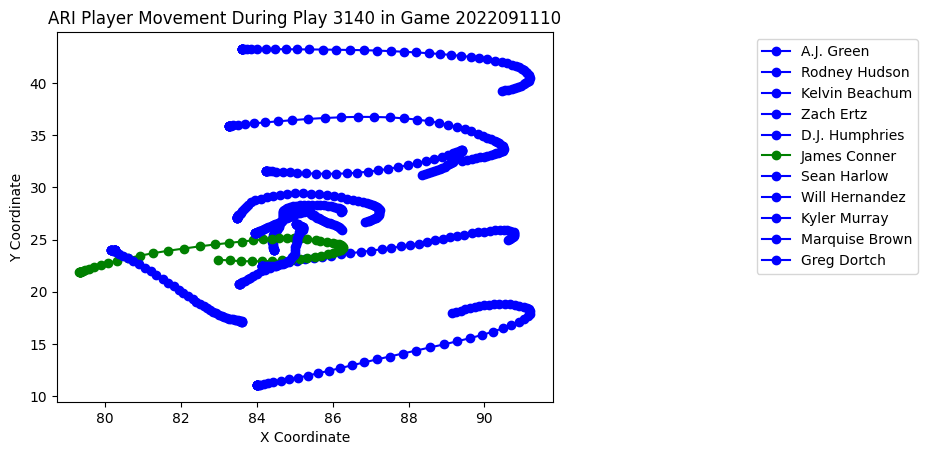 ARI Player Movement During Play 3140 in Game 2022091110
Y Coordinate
40
35
30
25
20
15
10
80 82 84 86 88 90
X Coordinate
A.J. Green
Rodney Hudson
Kelvin Beachum
Zach Ertz
D.J. Humphries
James Conner
Sean Harlow
Will Hernandez
Kyler Murray
Marquise Brown
Greg Dortch